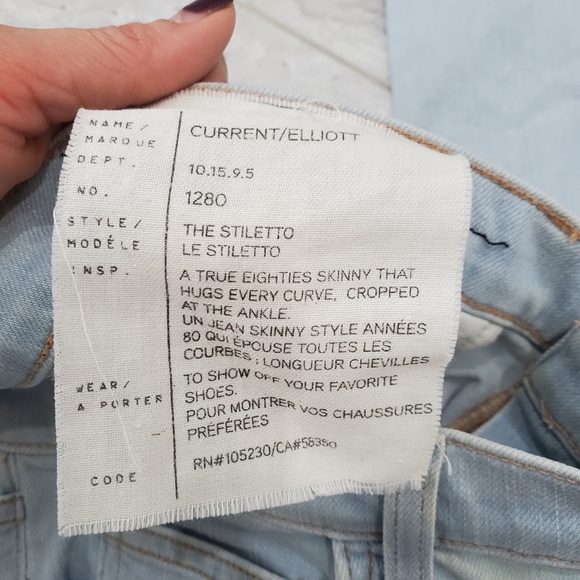 NAME/ CURRENT/ELLIOTT
MARQUE
DEPT. 10.15.9.5
NO. 1280
STYLE/ THE STILETTO
MODÉLE LE STILETTO
INSP. A TRUE EIGHTIES SKINNY THAT
HUGS EVERY CURVE, CROPPED
AT THE ANKLE.
UN JEAN SKINNY STYLE ANNÉES
80 QUI ÉPOUSE TOUTES LES
COURBES ; LONGUEUR CHEVILLES
WEAR/ TO SHOW OFF YOUR FAVORITE
A PORTER SHOES.
POUR MONTRER VOS CHAUSSURES
PRÉFÉRÉES
CODE RN#105230/CA#58350